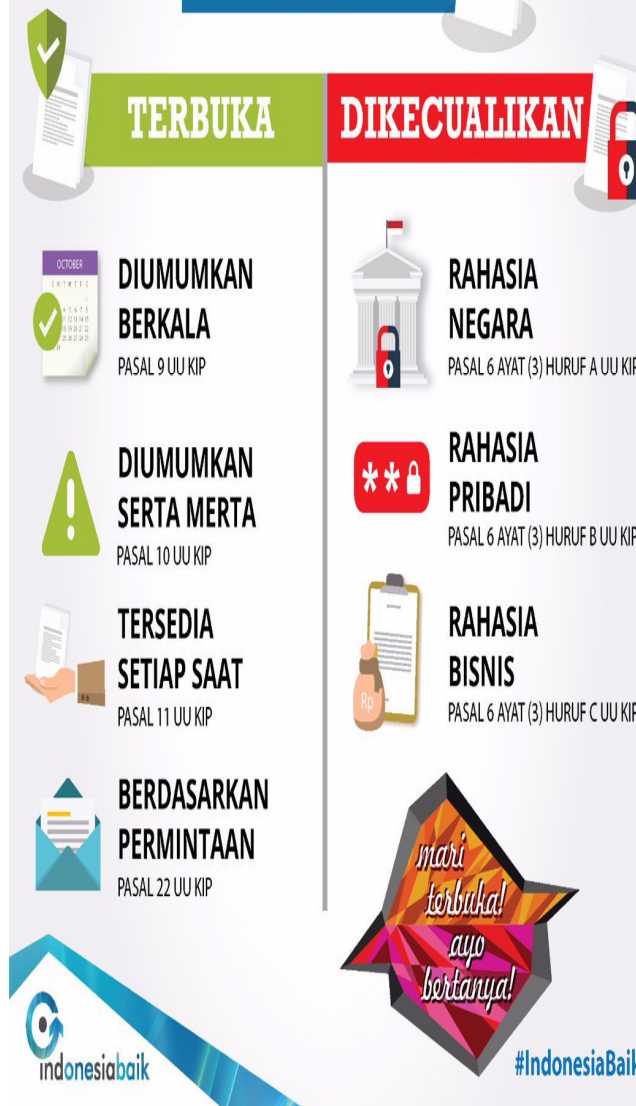 TERBUKA
DIUMUMKAN
BERKALA
PASAL 9 UU KIP
DIUMUMKAN
SERTA MERTA
PASAL 10 UU KIP
TERSEDIA
SETIAP SAAT
PASAL 11 UU KIP
BERDASARKAN
PERMINTAAN
PASAL 22 UU KIP
DIKECUALIKAN
RAHASIA
NEGARA
PASAL 6 AYAT (3) HURUF A UU KIP
RAHASIA
PRIBADI
PASAL 6 AYAT (3) HURUF B UU KIP
RAHASIA
BISNIS
PASAL 6 AYAT (3) HURUF C UU KIP
OCTOBER
**
Rp
mari
terbuka!
ayo
bertanya!
indonesiabaik
#IndonesiaBaik